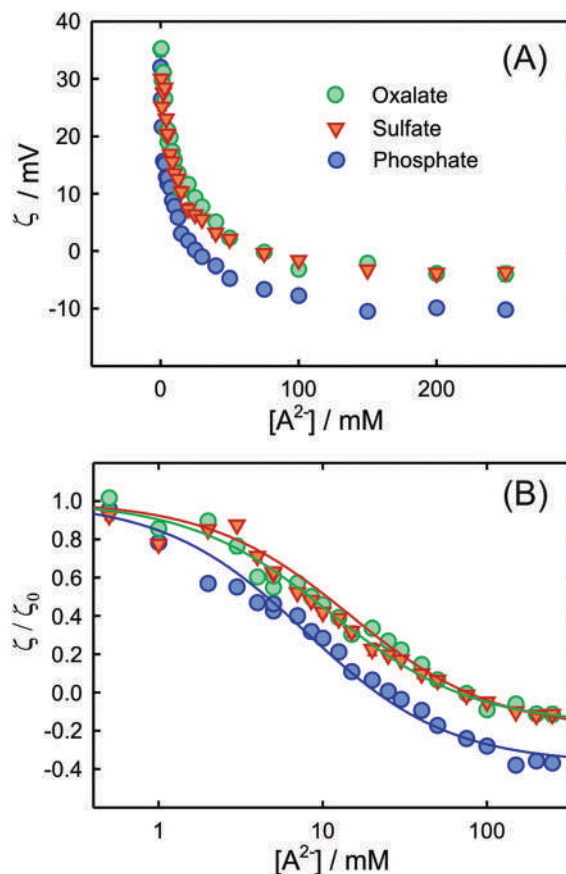 (A)
40
30
20
10
0
-10
ζ / mV
Oxalate
Sulfate
Phosphate
0 100 200
[A²⁻] / mM
(B)
1.0
0.8
0.6
0.4
0.2
0.0
-0.2
-0.4
ζ / ζ₀
1 10 100
[A²⁻] / mM